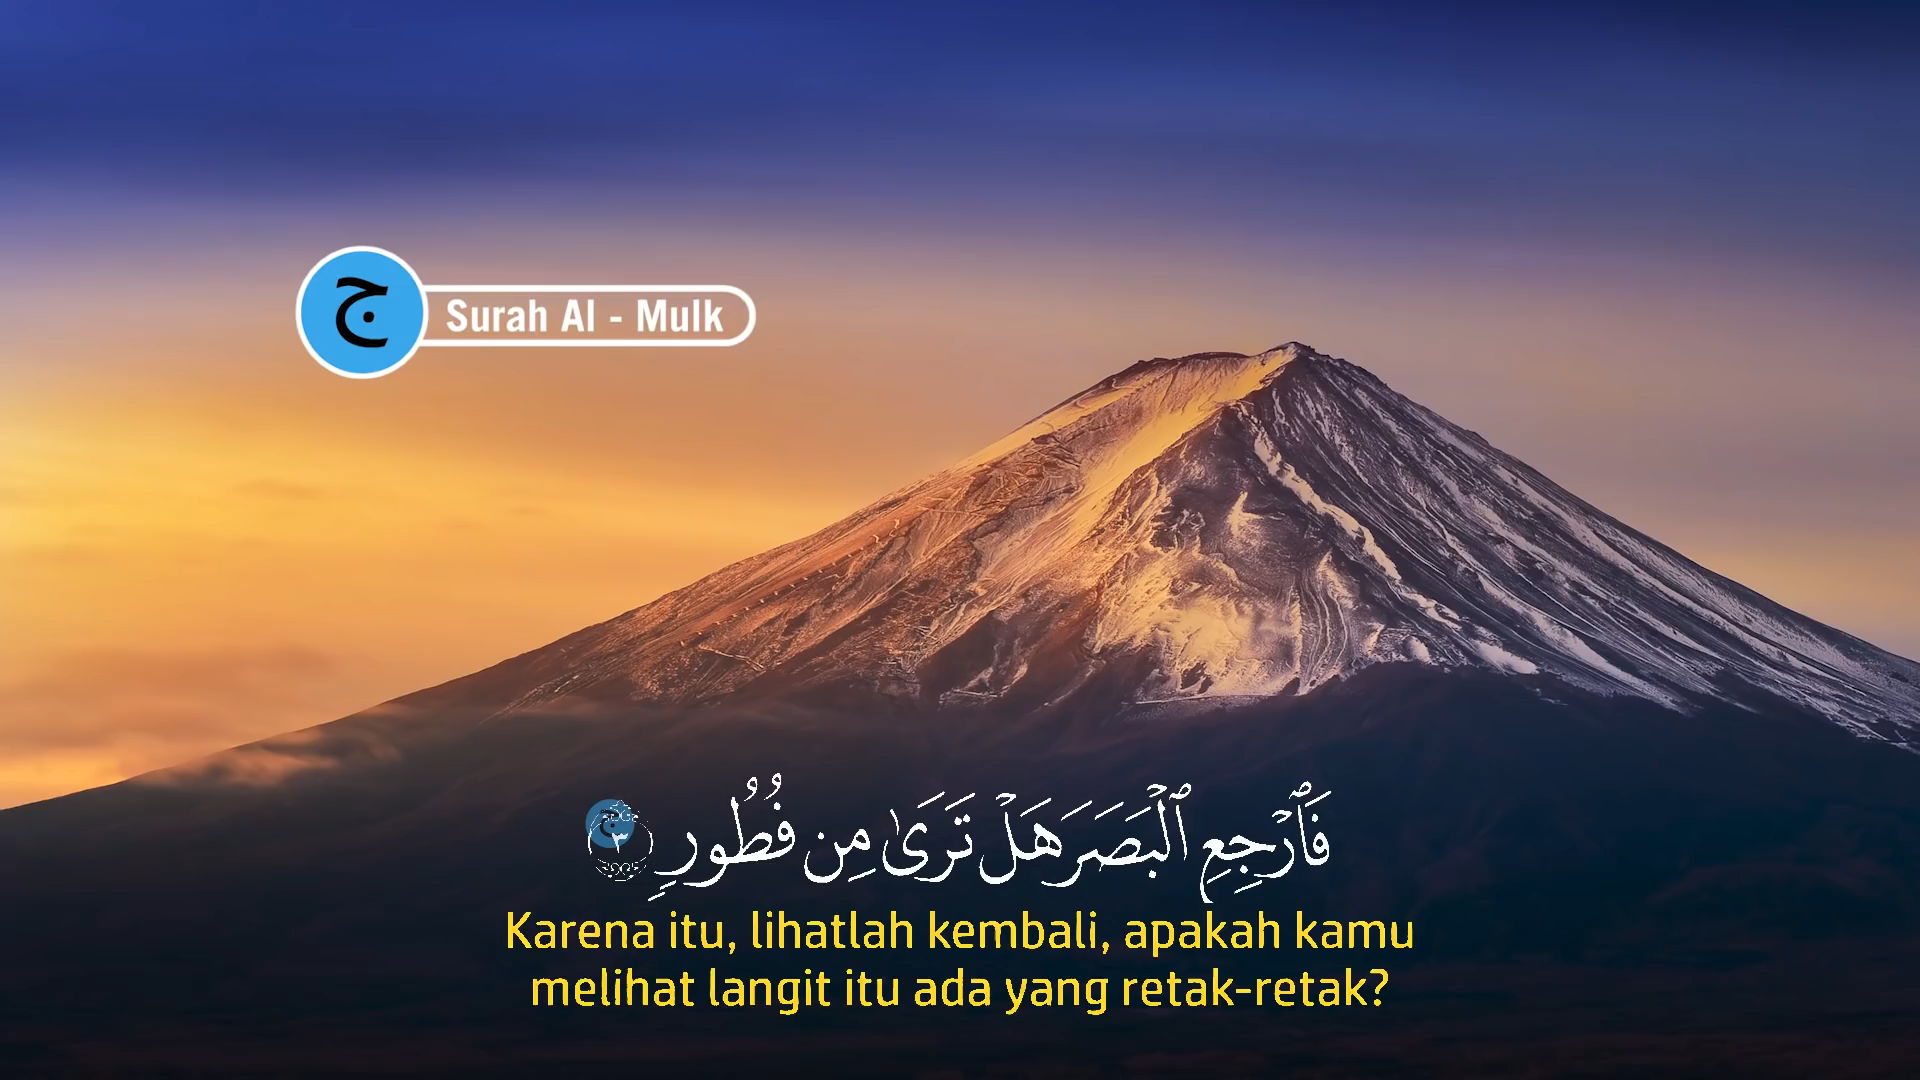 ج
Surah Al - Mulk
فَٱرْجِعِ ٱلْبَصَرَ هَلْ تَرَىٰ مِن فُطُورٍ ٣
Karena itu, lihatlah kembali, apakah kamu
melihat langit itu ada yang retak-retak?